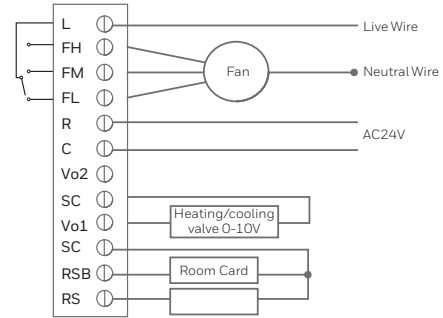 L
Live Wire
FH
FM
Fan
Neutral Wire
FL
R
AC24V
C
Vo2
SC
Heating/cooling
valve 0-10V
Vo1
SC
RSB
Room Card
RS